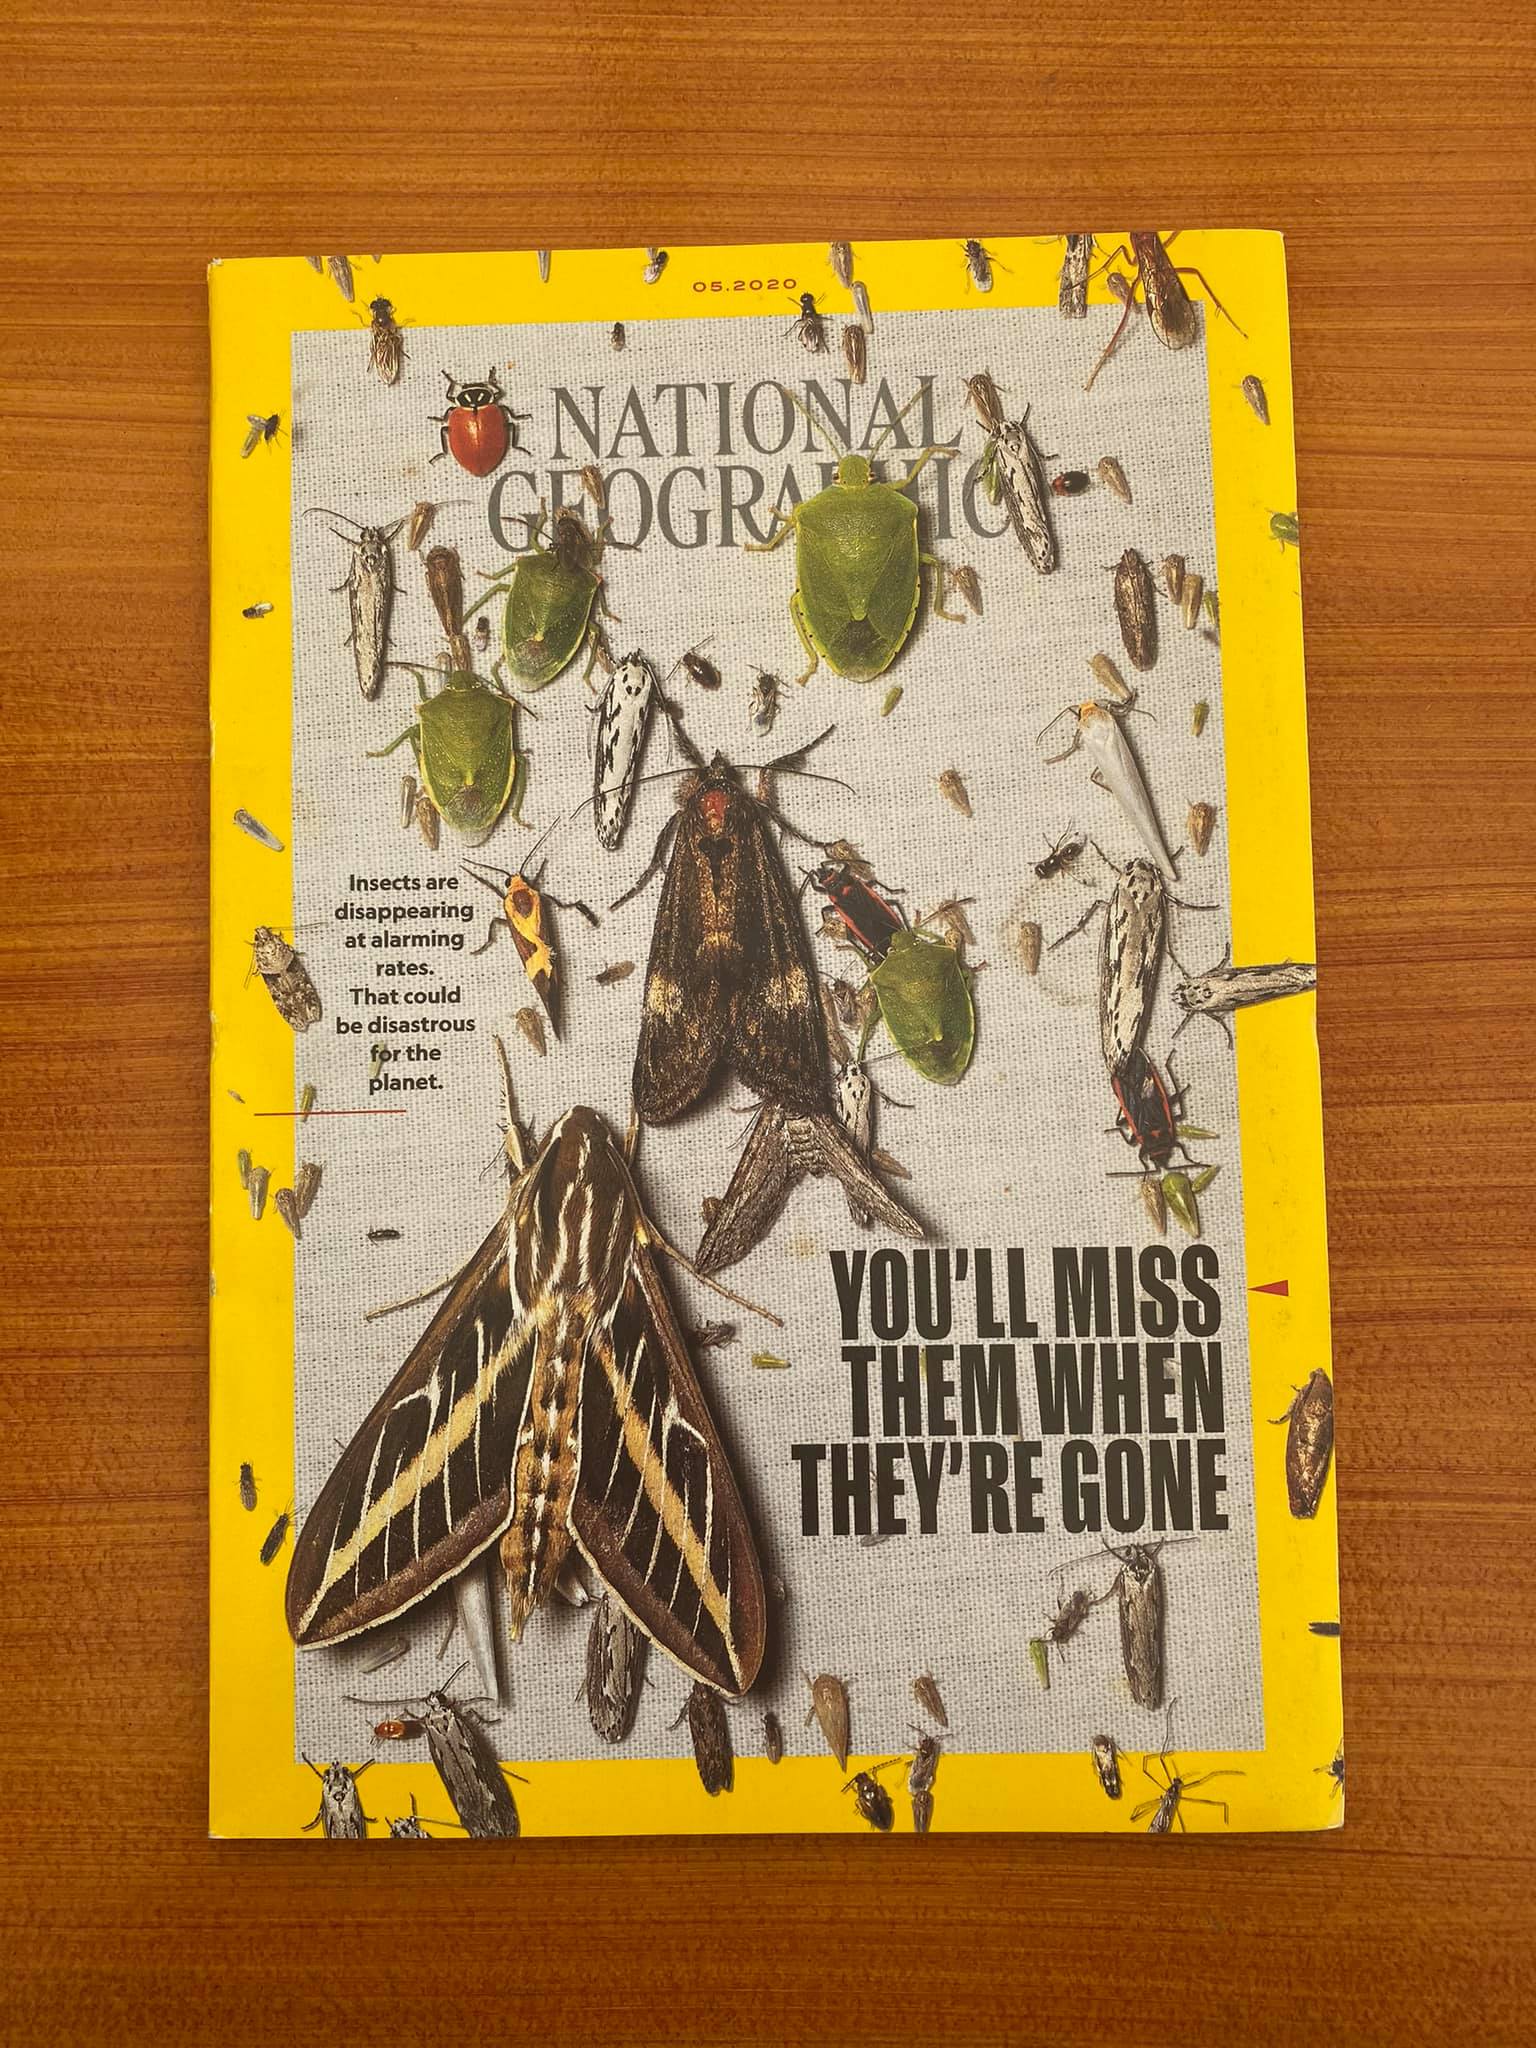 05.2020
NATIONAL
GEOGRAPHIC
Insects are
disappearing
at alarming
rates.
That could
be disastrous
for the
planet.
YOU'LL MISS
THEM WHEN
THEY'RE GONE